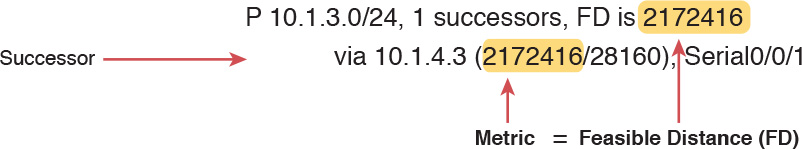 P 10.1.3.0/24, 1 successors, FD is 2172416
Successor
via 10.1.4.3 (2172416/28160), Serial0/0/1
Metric = Feasible Distance (FD)